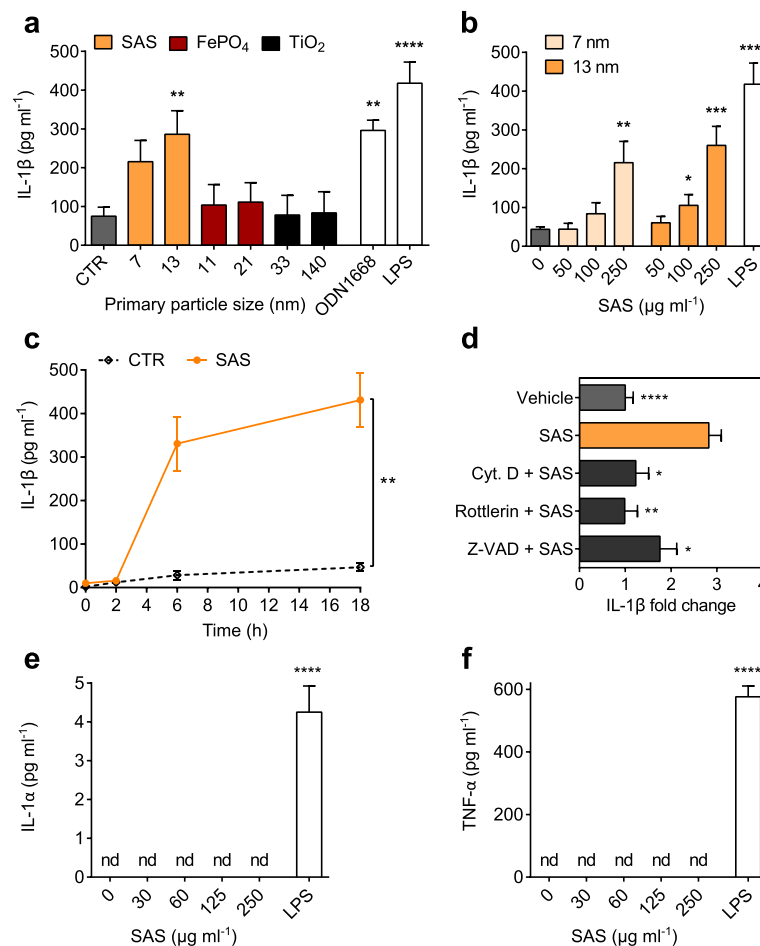 a
SAS FePO4 TiO2
IL-1β (pg ml-1)
500
400
300
200
100
0
** ** ****
CTR 7 13 11 21 33 140 ODN1668 LPS
Primary particle size (nm)
b
7 nm
13 nm
IL-1β (pg ml-1)
500
400
300
200
100
0
** * *** ***
0 50 100 250 50 100 250 LPS
SAS (µg ml-1)
c
CTR SAS
IL-1β (pg ml-1)
500
400
300
200
100
0
**
0 2 4 6 8 10 12 14 16 18
Time (h)
d
Vehicle ****
SAS
Cyt. D + SAS *
Rottlerin + SAS **
Z-VAD + SAS *
0 1 2 3 4
IL-1β fold change
e
IL-1α (pg ml-1)
5
4
3
2
1
0
****
nd nd nd nd nd
0 30 60 125 250 LPS
SAS (µg ml-1)
f
TNF-α (pg ml-1)
600
400
200
0
****
nd nd nd nd nd
0 30 60 125 250 LPS
SAS (µg ml-1)